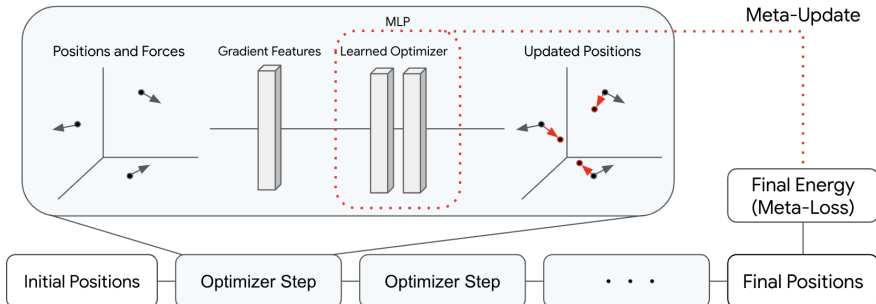 MLP
Meta-Update
Positions and Forces
Gradient Features
Learned Optimizer
Updated Positions
Final Energy
(Meta-Loss)
Initial Positions
Optimizer Step
Optimizer Step
. . .
Final Positions